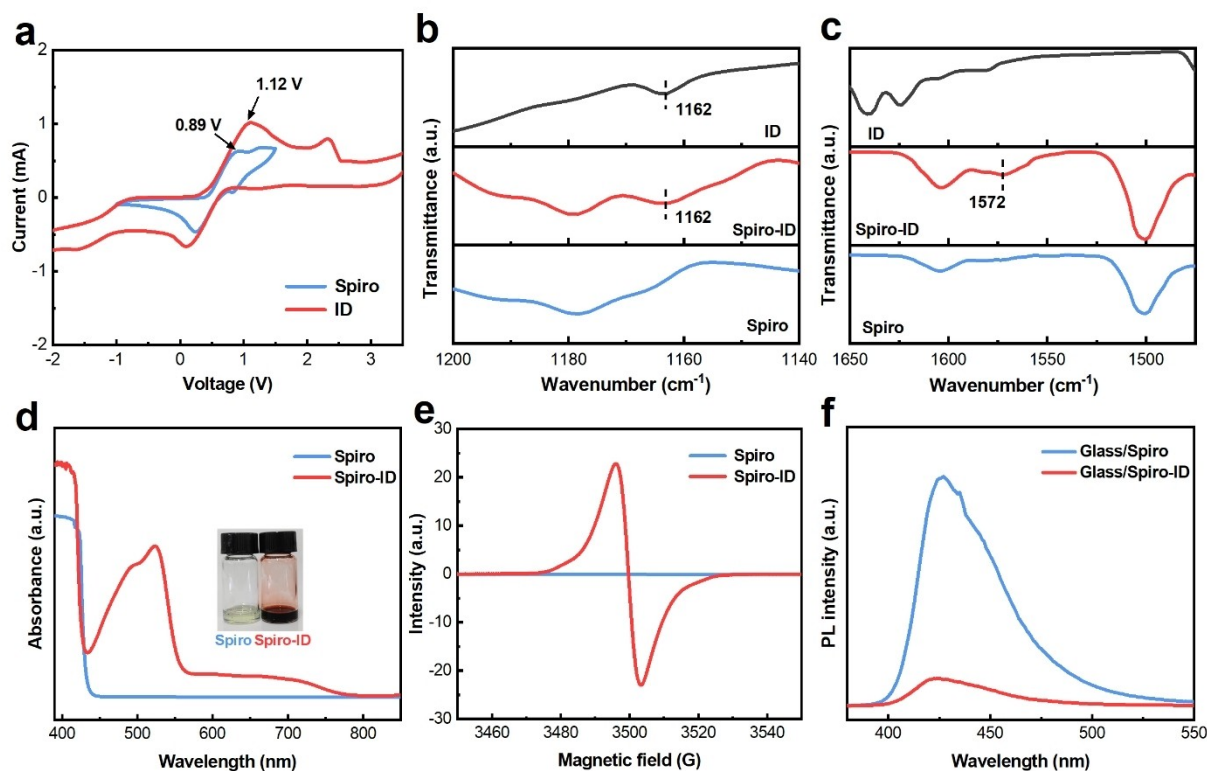 a
2
1
0
-1
-2
-2
-1
0
1
2
3
Current (mA)
Voltage (V)
0.89 V
1.12 V
Spiro
ID
b
Transmittance (a.u.)
1162
ID
1162
Spiro-ID
Spiro
1200
1180
1160
1140
Wavenumber (cm⁻¹)
c
Transmittance (a.u.)
ID
1572
Spiro-ID
Spiro
1650
1600
1550
1500
Wavenumber (cm⁻¹)
d
Absorbance (a.u.)
Spiro
Spiro-ID
Spiro Spiro-ID
400
500
600
700
800
Wavelength (nm)
e
30
20
10
0
-10
-20
-30
Intensity (a.u.)
Spiro
Spiro-ID
3460
3480
3500
3520
3540
Magnetic field (G)
f
PL intensity (a.u.)
Glass/Spiro
Glass/Spiro-ID
400
450
500
550
Wavelength (nm)